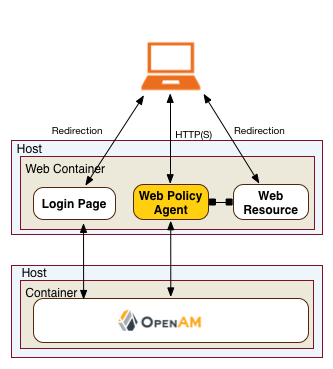 Redirection
HTTP(S)
Redirection
Host
Web Container
Login Page
Web Policy
Agent
Web
Resource
Host
Container
OPENAM